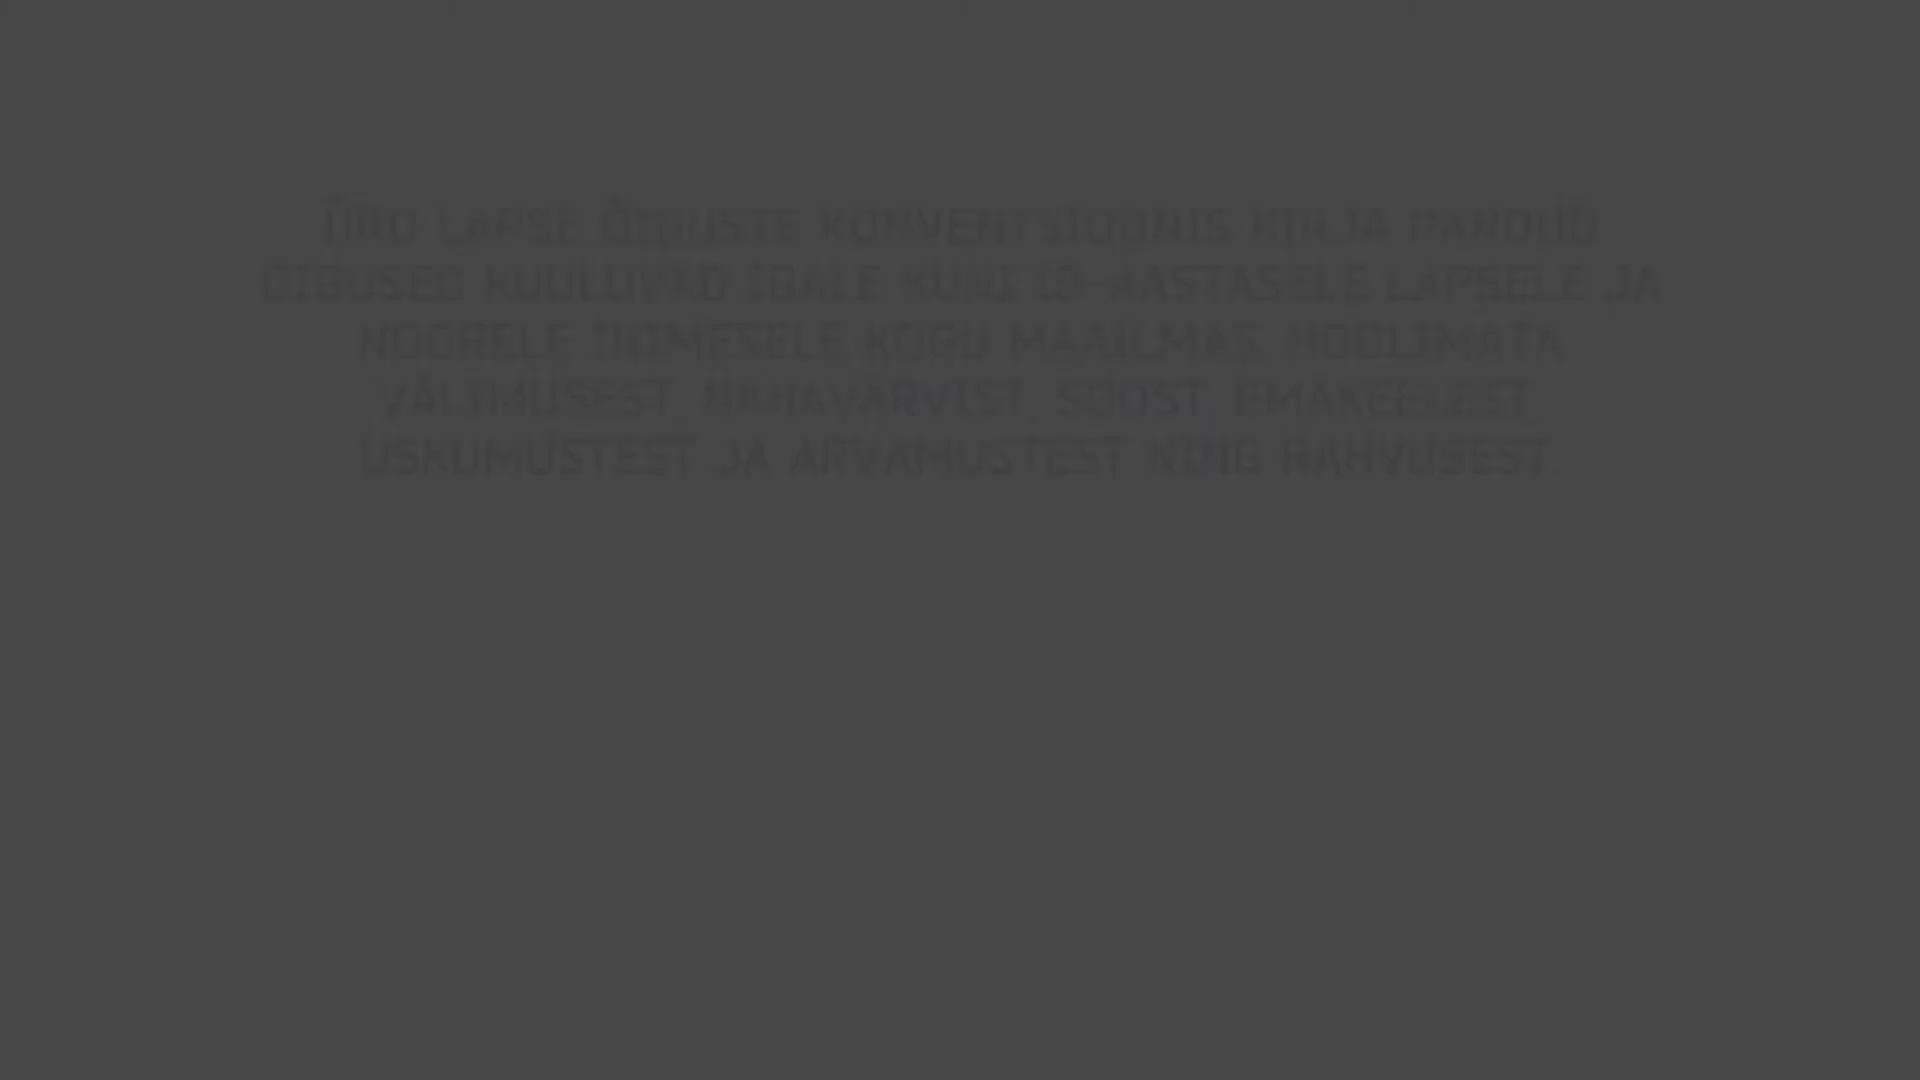 ÜRO LAPSE ÕIGUSTE KONVENTSIOONIS KIRJA PANDUD
ÕIGUSED KUULUVAD IGALE KUNI 18-AASTASELE LAPSELE JA
NOORELE INIMESELE KOGU MAAILMAS, HOOLIMATA
VÄLIMUSEST, NAHAVÄRVIST, SOOST, EMAKEELEST,
USKUMUSTEST JA ARVAMUSTEST NING RAHVUSEST.